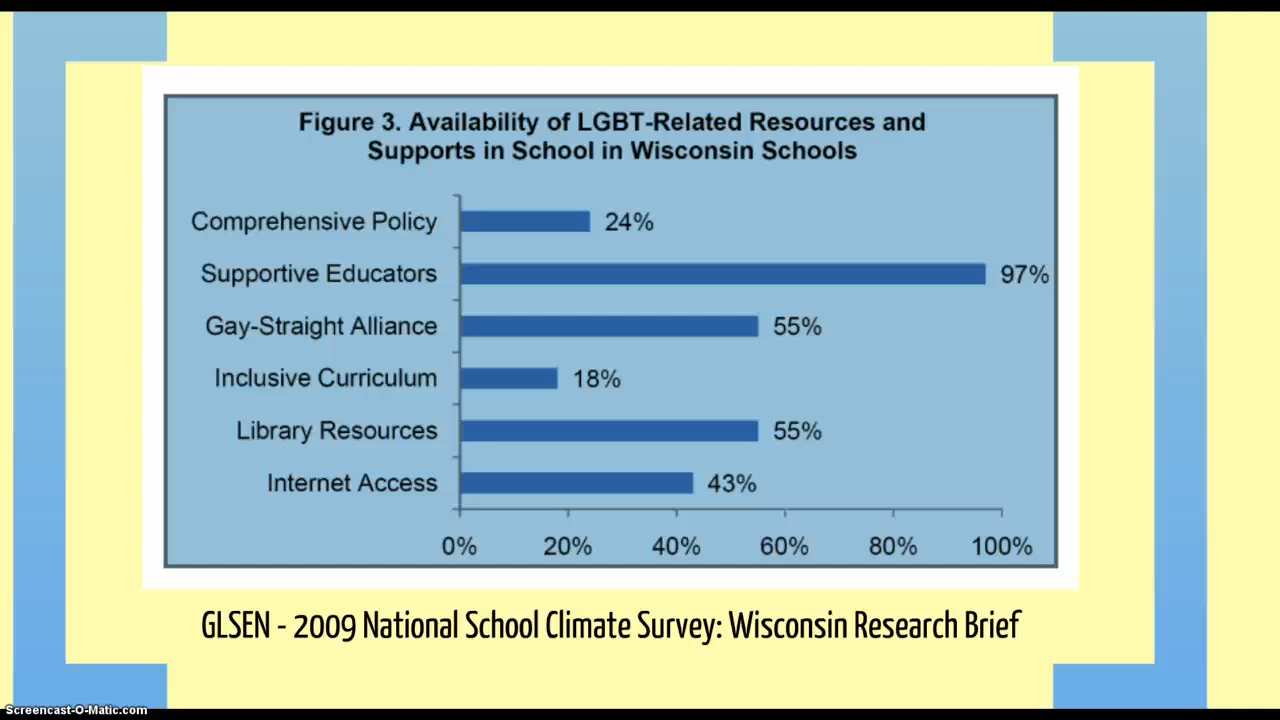 Figure 3. Availability of LGBT-Related Resources and
Supports in School in Wisconsin Schools
Comprehensive Policy 24%
Supportive Educators 97%
Gay-Straight Alliance 55%
Inclusive Curriculum 18%
Library Resources 55%
Internet Access 43%
0% 20% 40% 60% 80% 100%
GLSEN - 2009 National School Climate Survey: Wisconsin Research Brief
Screencast-O-Matic.com